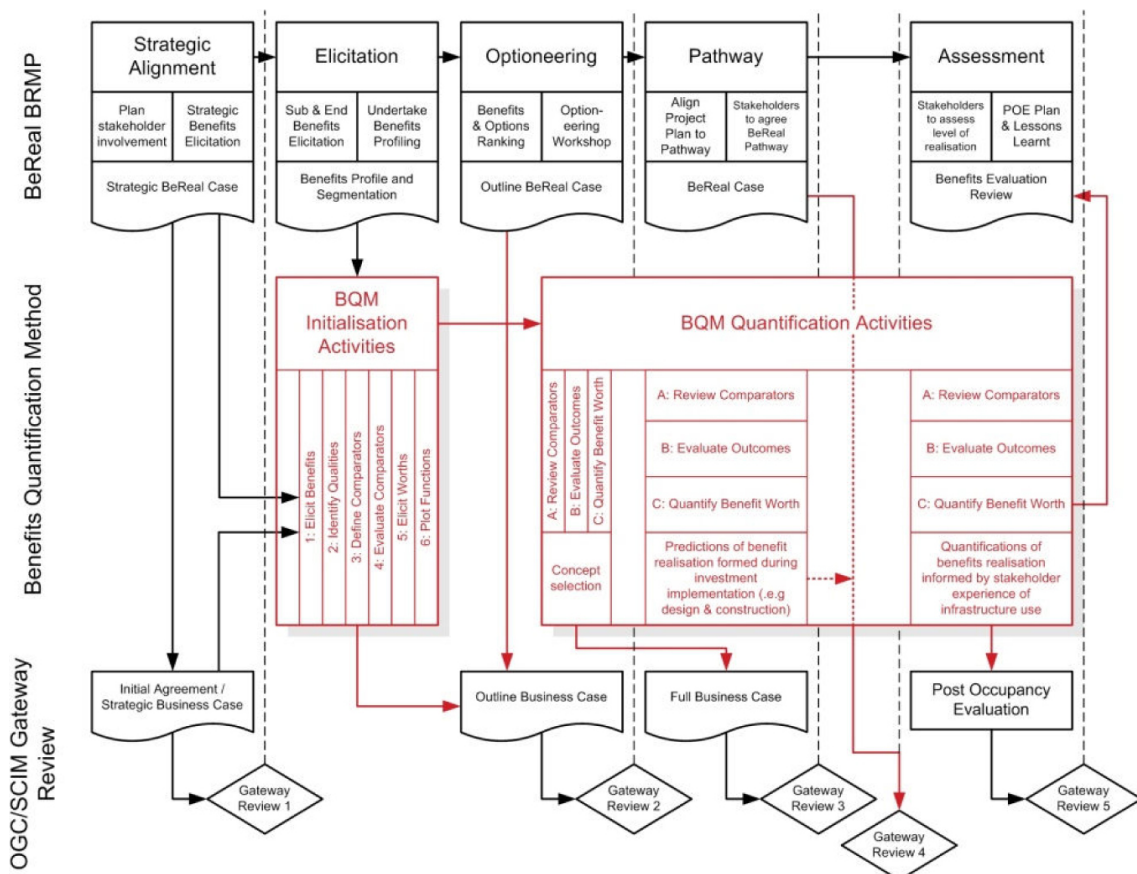 BeReal BRMP
Strategic
Alignment
Plan
stakeholder
involvement
Strategic
Benefits
Elicitation
Strategic BeReal Case
Elicitation
Sub & End
Benefits
Elicitation
Undertake
Benefits
Profiling
Benefits Profile and
Segmentation
Optioneering
Benefits
& Options
Ranking
Option-
eering
Workshop
Outline BeReal Case
Pathway
Align
Project
Plan to
Pathway
Stakeholders
to agree
BeReal
Pathway
BeReal Case
Assessment
Stakeholders
to assess
level of
realisation
POE Plan
& Lessons
Learnt
Benefits Evaluation
Review
Benefits Quantification Method
BQM
Initialisation
Activities
1: Elicit Benefits
2: Identify Qualities
3: Define Comparators
4: Evaluate Comparators
5: Elicit Worths
6: Plot Functions
BQM Quantification Activities
A: Review Comparators
B: Evaluate Outcomes
C: Quantify Benefit Worth
Concept
selection
A: Review Comparators
B: Evaluate Outcomes
C: Quantify Benefit Worth
Predictions of benefit
realisation formed during
investment
implementation (.e.g
design & construction)
A: Review Comparators
B: Evaluate Outcomes
C: Quantify Benefit Worth
Quantifications of
benefits realisation
informed by stakeholder
experience of
infrastructure use
OGC/SCIM Gateway
Review
Initial Agreement /
Strategic Business Case
Outline Business Case
Full Business Case
Post Occupancy
Evaluation
Gateway
Review 1
Gateway
Review 2
Gateway
Review 3
Gateway
Review 4
Gateway
Review 5